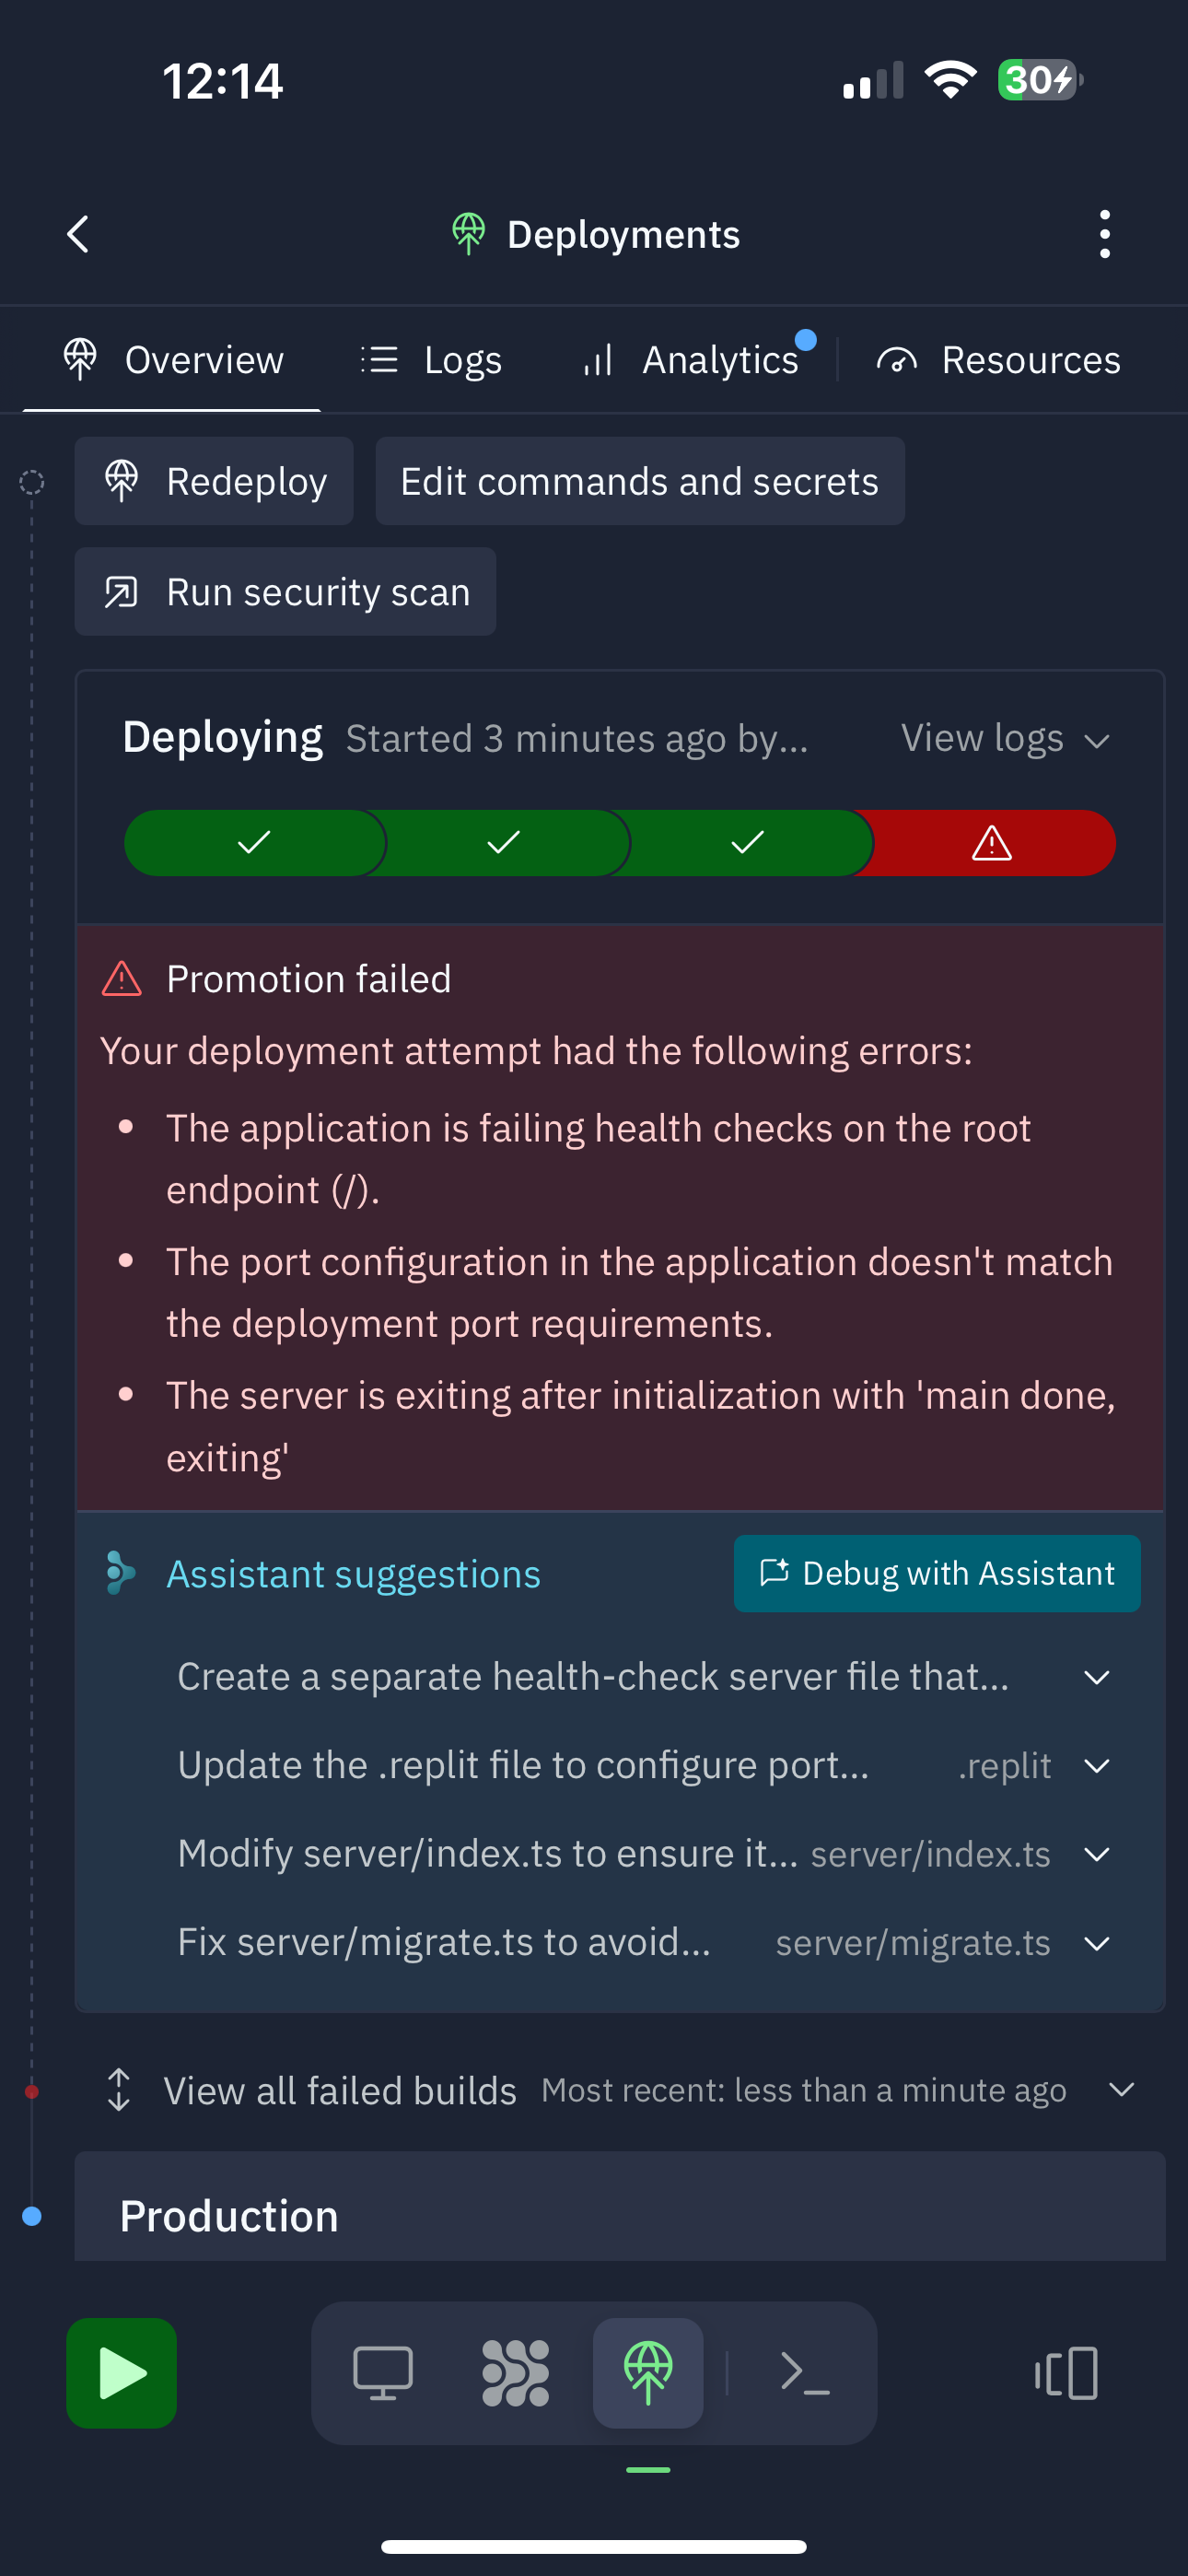 12:14
30
Deployments
Overview
Logs
Analytics
Resources
Redeploy
Edit commands and secrets
Run security scan
Deploying Started 3 minutes ago by... View logs
Promotion failed
Your deployment attempt had the following errors:
• The application is failing health checks on the root
endpoint (/).
• The port configuration in the application doesn't match
the deployment port requirements.
• The server is exiting after initialization with 'main done,
exiting'
Assistant suggestions
Debug with Assistant
Create a separate health-check server file that...
Update the .replit file to configure port... .replit
Modify server/index.ts to ensure it... server/index.ts
Fix server/migrate.ts to avoid... server/migrate.ts
View all failed builds Most recent: less than a minute ago
Production